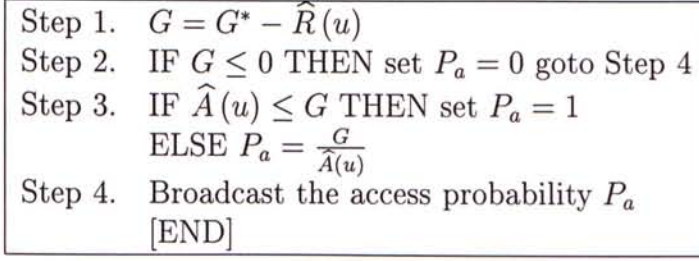 Step 1. G = G* − R̂(u)
Step 2. IF G ≤ 0 THEN set Pₐ = 0 goto Step 4
Step 3. IF Â(u) ≤ G THEN set Pₐ = 1
ELSE Pₐ = G/Â(u)
Step 4. Broadcast the access probability Pₐ
[END]